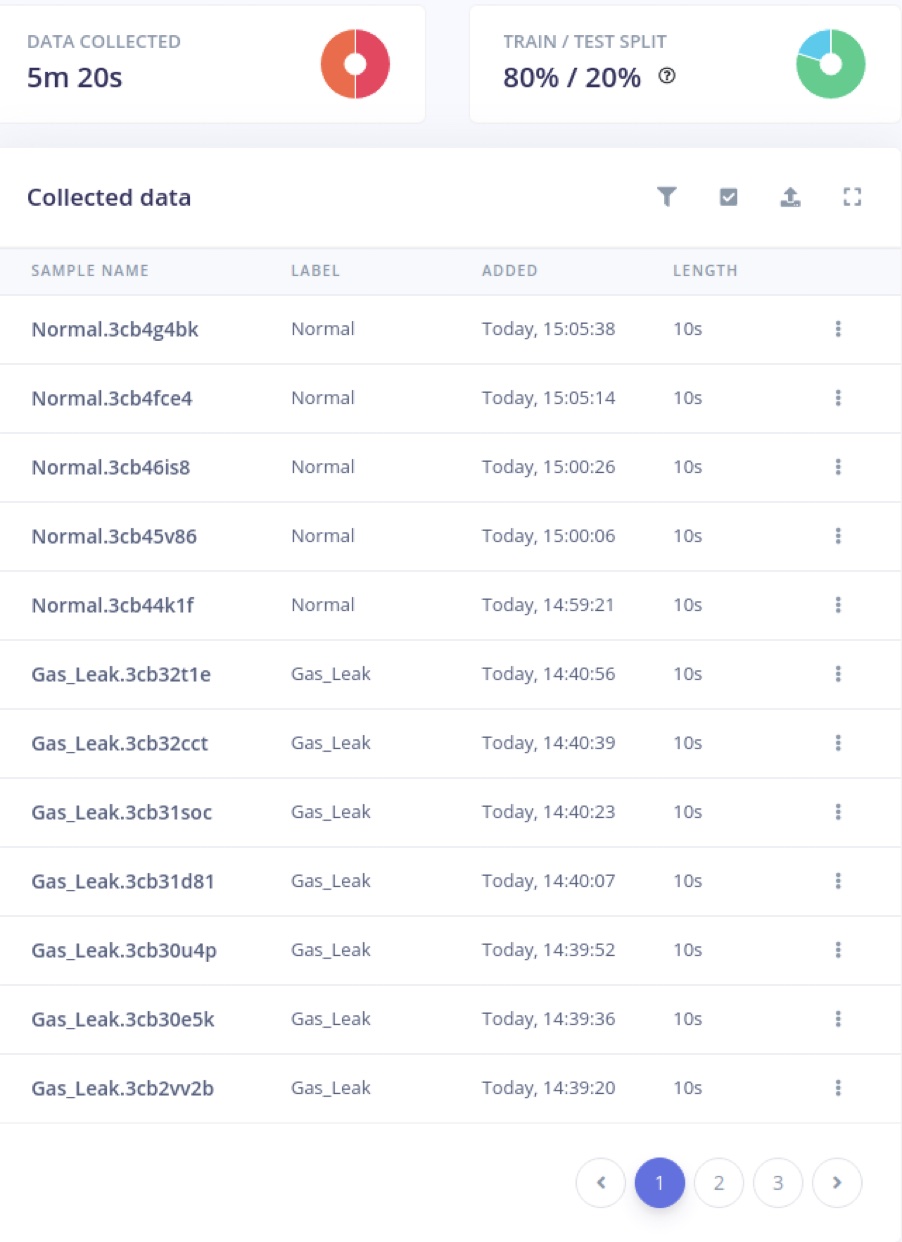 DATA COLLECTED
5m 20s
TRAIN / TEST SPLIT
80% / 20% ?
Collected data
SAMPLE NAME LABEL ADDED LENGTH
Normal.3cb4g4bk Normal Today, 15:05:38 10s
Normal.3cb4fce4 Normal Today, 15:05:14 10s
Normal.3cb46is8 Normal Today, 15:00:26 10s
Normal.3cb45v86 Normal Today, 15:00:06 10s
Normal.3cb44k1f Normal Today, 14:59:21 10s
Gas_Leak.3cb32t1e Gas_Leak Today, 14:40:56 10s
Gas_Leak.3cb32cct Gas_Leak Today, 14:40:39 10s
Gas_Leak.3cb31soc Gas_Leak Today, 14:40:23 10s
Gas_Leak.3cb31d81 Gas_Leak Today, 14:40:07 10s
Gas_Leak.3cb30u4p Gas_Leak Today, 14:39:52 10s
Gas_Leak.3cb30e5k Gas_Leak Today, 14:39:36 10s
Gas_Leak.3cb2vv2b Gas_Leak Today, 14:39:20 10s
1 2 3